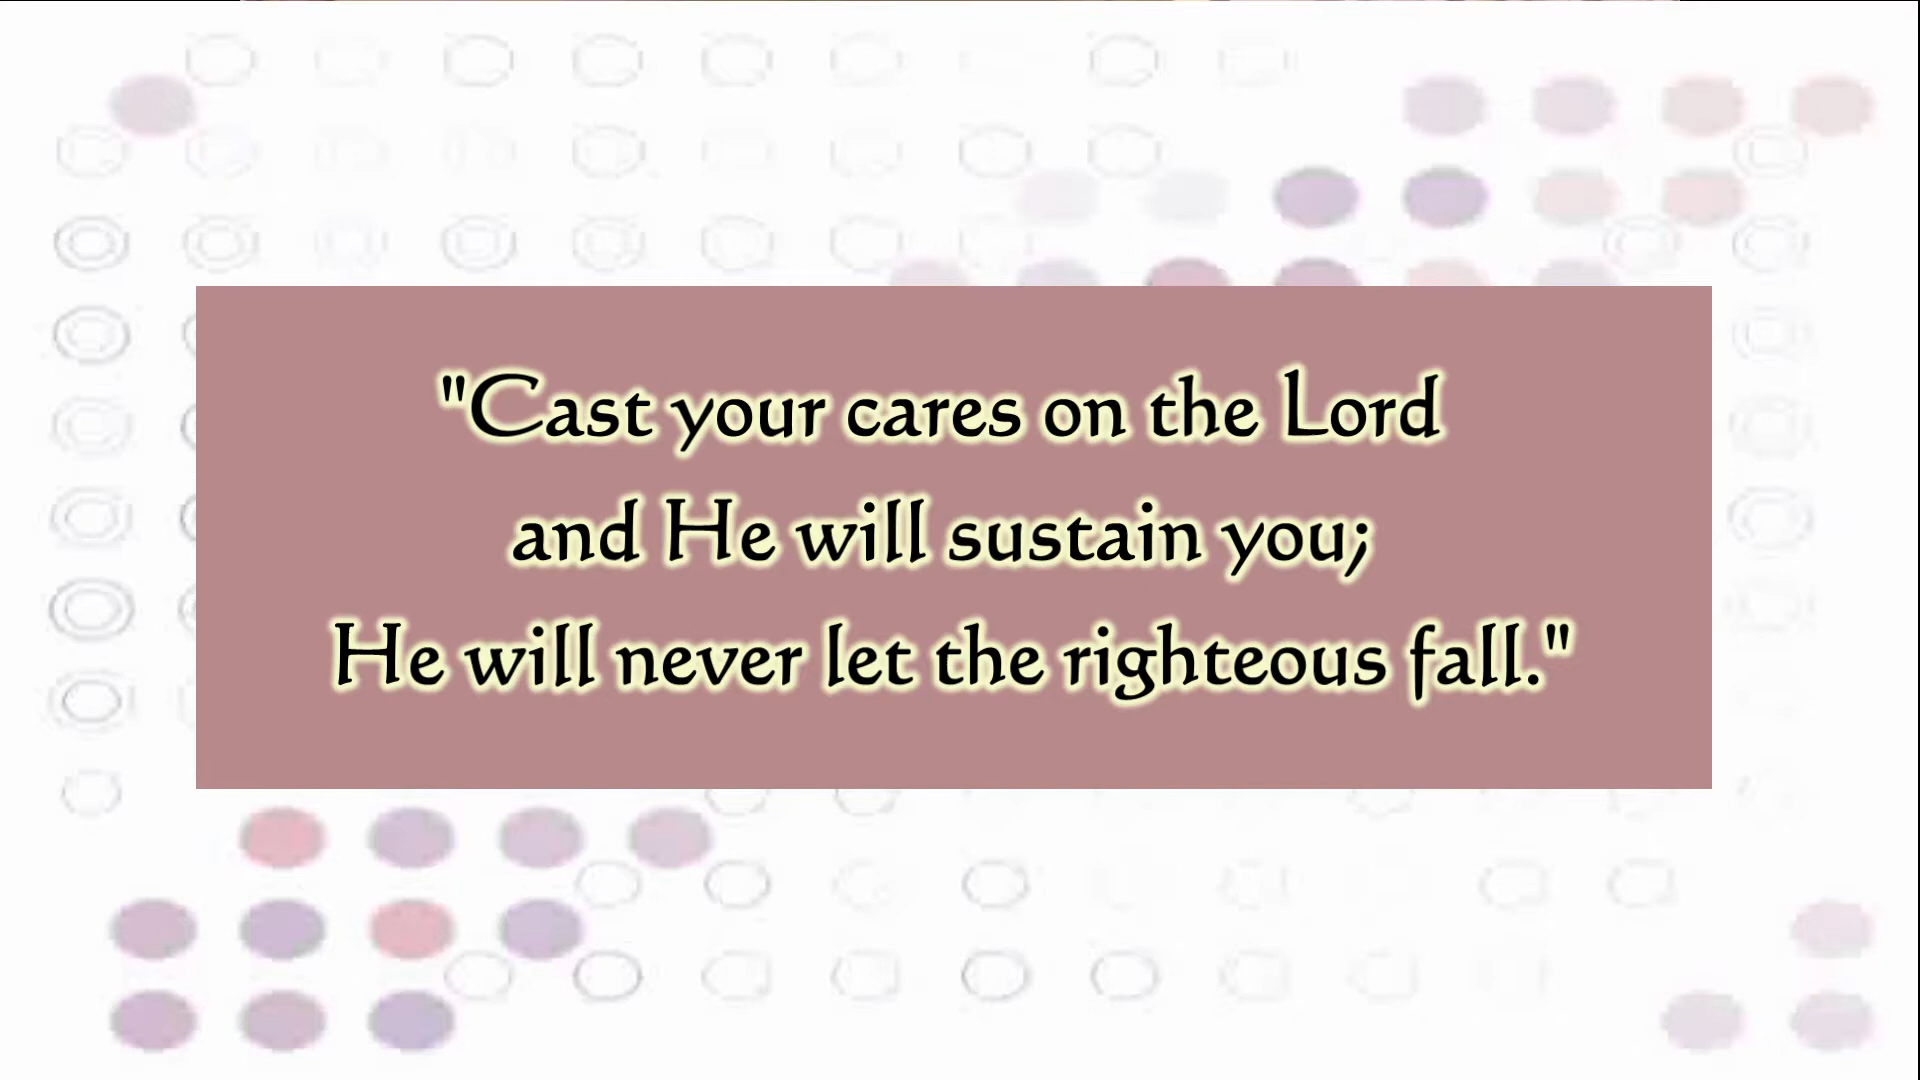 "Cast your cares on the Lord
and He will sustain you;
He will never let the righteous fall."